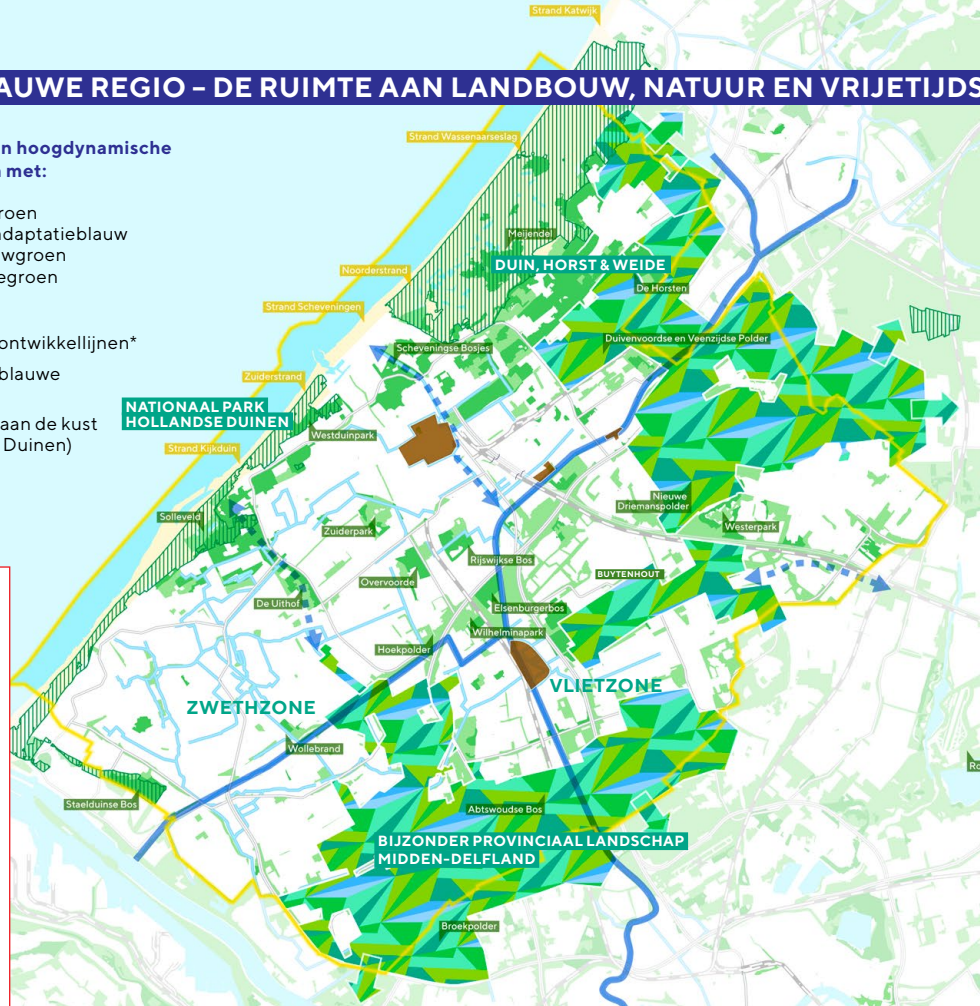 Strand Katwijk
AUWE REGIO – DE RUIMTE AAN LANDBOUW, NATUUR EN VRIJETIJDS
Strand Wassenaarseslag
n hoogdynamische
met:
roen
daptatieblauw
wgroen
egroen
ontwikkellijnen*
blauwe
aan de kust
Duinen)
Meijendel
DUIN, HORST & WEIDE
Noorderstrand
De Horsten
Strand Scheveningen
Duivenvoordse en Veenzijdse Polder
Scheveningse Bosjes
Zuiderstrand
NATIONAAL PARK
HOLLANDSE DUINEN
Westduinpark
Strand Kijkduin
Nieuwe
Driemanspolder
Solleveld
Westerpark
Zuiderpark
Rijswijkse Bos
BUYTENHOUT
Overvoorde
De Uithof
Elsenburgerbos
Wilhelminapark
Hoekpolder
VLIETZONE
ZWETHZONE
Wollebrand
Ro
Staelduinse Bos
Abtswoudse Bos
BIJZONDER PROVINCIAAL LANDSCHAP
MIDDEN-DELFLAND
Broekpolder